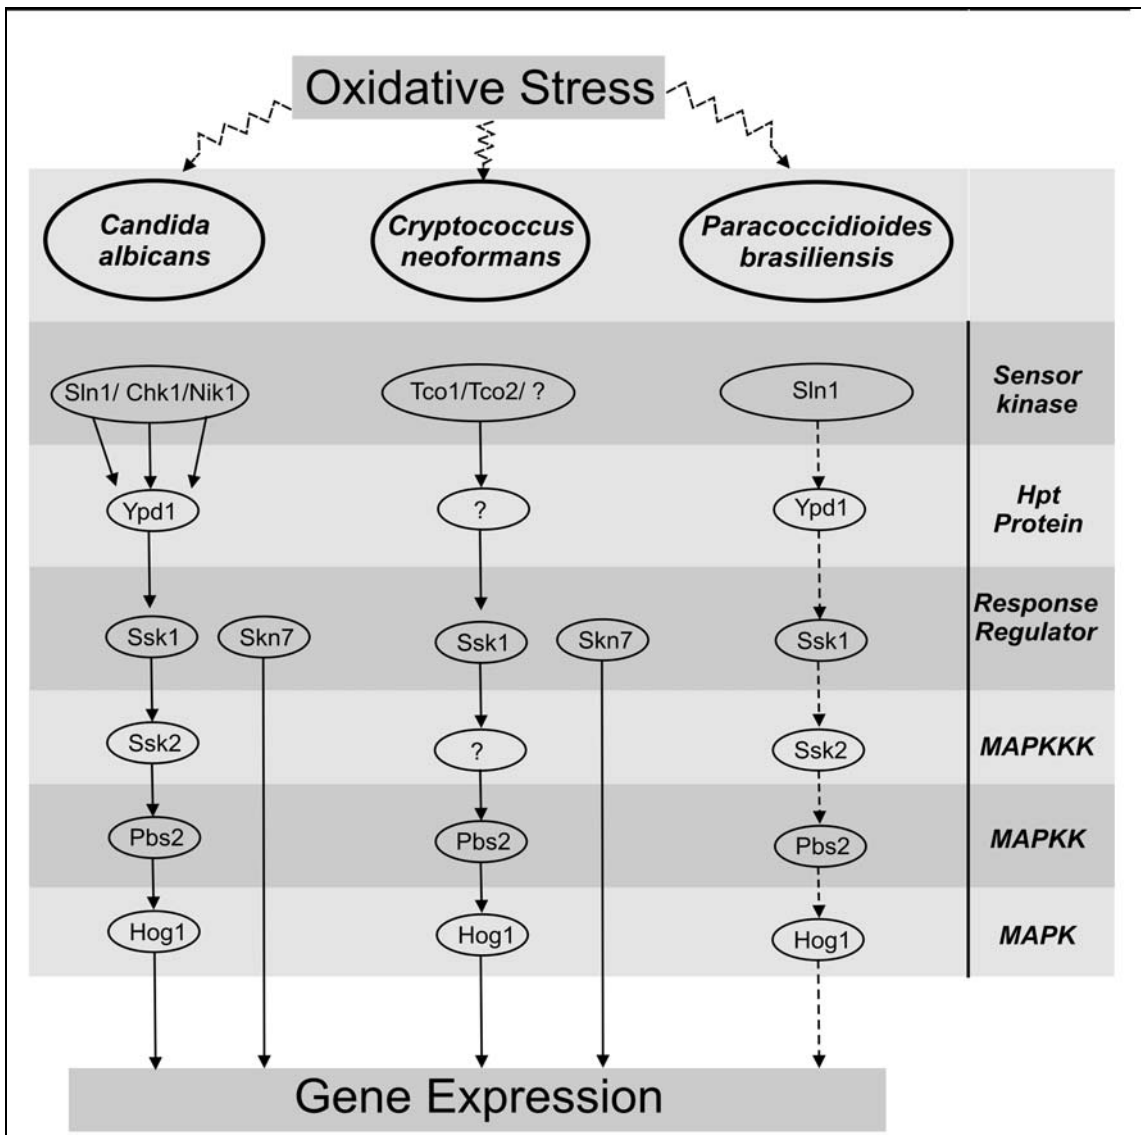 Oxidative Stress
Candida
albicans
Cryptococcus
neoformans
Paracoccidioides
brasiliensis
Sln1/ Chk1/Nik1
Tco1/Tco2/ ?
Sln1
Sensor
kinase
Ypd1
?
Ypd1
Hpt
Protein
Ssk1
Skn7
Ssk1
Skn7
Ssk1
Response
Regulator
Ssk2
?
Ssk2
MAPKKK
Pbs2
Pbs2
Pbs2
MAPKK
Hog1
Hog1
Hog1
MAPK
Gene Expression